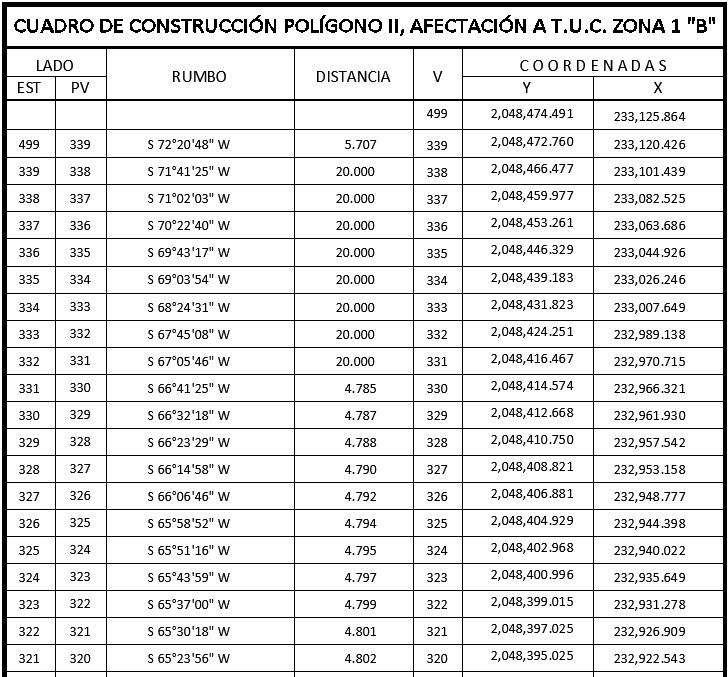 CUADRO DE CONSTRUCCIÓN POLÍGONO II, AFECTACIÓN A T.U.C. ZONA 1 "B"
LADO RUMBO DISTANCIA V COORDENADAS
EST PV Y X
499 2,048,474.491 233,125.864
499 339 S 72°20'48" W 5.707 339 2,048,472.760 233,120.426
339 338 S 71°41'25" W 20.000 338 2,048,466.477 233,101.439
338 337 S 71°02'03" W 20.000 337 2,048,459.977 233,082.525
337 336 S 70°22'40" W 20.000 336 2,048,453.261 233,063.686
336 335 S 69°43'17" W 20.000 335 2,048,446.329 233,044.926
335 334 S 69°03'54" W 20.000 334 2,048,439.183 233,026.246
334 333 S 68°24'31" W 20.000 333 2,048,431.823 233,007.649
333 332 S 67°45'08" W 20.000 332 2,048,424.251 232,989.138
332 331 S 67°05'46" W 20.000 331 2,048,416.467 232,970.715
331 330 S 66°41'25" W 4.785 330 2,048,414.574 232,966.321
330 329 S 66°32'18" W 4.787 329 2,048,412.668 232,961.930
329 328 S 66°23'29" W 4.788 328 2,048,410.750 232,957.542
328 327 S 66°14'58" W 4.790 327 2,048,408.821 232,953.158
327 326 S 66°06'46" W 4.792 326 2,048,406.881 232,948.777
326 325 S 65°58'52" W 4.794 325 2,048,404.929 232,944.398
325 324 S 65°51'16" W 4.795 324 2,048,402.968 232,940.022
324 323 S 65°43'59" W 4.797 323 2,048,400.996 232,935.649
323 322 S 65°37'00" W 4.799 322 2,048,399.015 232,931.278
322 321 S 65°30'18" W 4.801 321 2,048,397.025 232,926.909
321 320 S 65°23'56" W 4.802 320 2,048,395.025 232,922.543